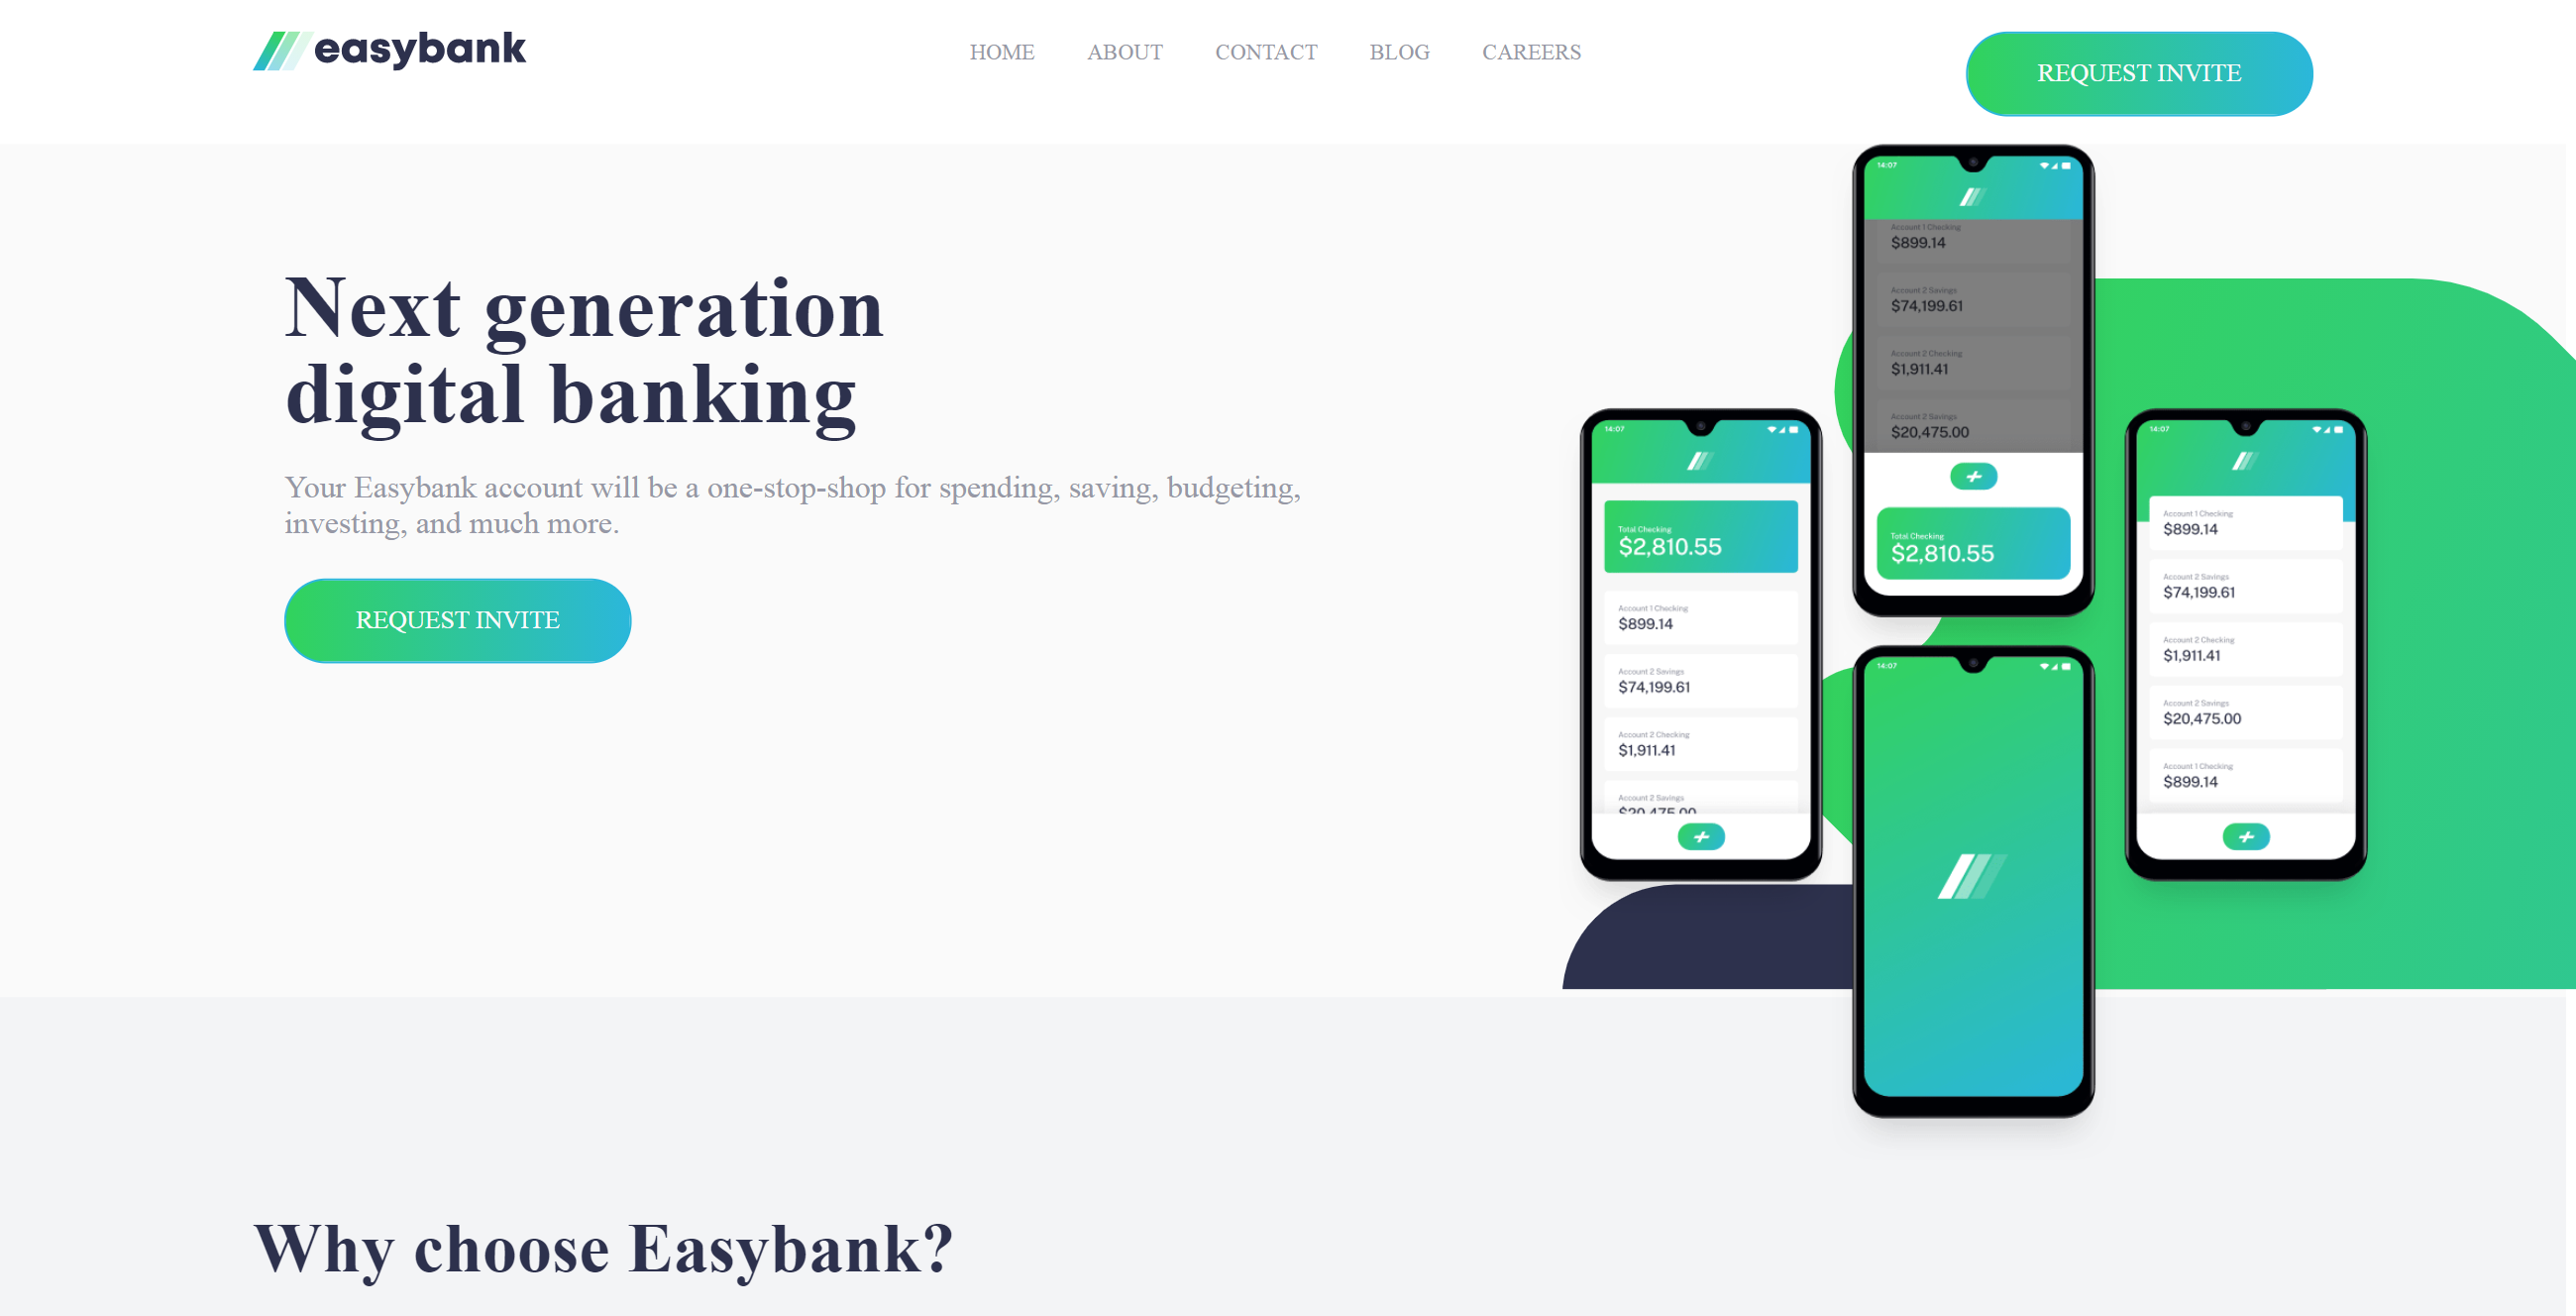 easybank
HOME ABOUT CONTACT BLOG CAREERS
REQUEST INVITE
Next generation
digital banking
Your Easybank account will be a one-stop-shop for spending, saving, budgeting,
investing, and much more.
REQUEST INVITE
14:07
Account 1 Checking
$899.14
Account 2 Savings
$74,199.61
Account 2 Checking
$1,911.41
Account 2 Savings
$20,475.00
Total Checking
$2,810.55
14:07
Total Checking
$2,810.55
Account 1 Checking
$899.14
Account 2 Savings
$74,199.61
Account 2 Checking
$1,911.41
Account 2 Savings
$20,475.00
14:07
Account 1 Checking
$899.14
Account 2 Savings
$74,199.61
Account 2 Checking
$1,911.41
Account 2 Savings
$20,475.00
Account 1 Checking
$899.14
14:07
Why choose Easybank?